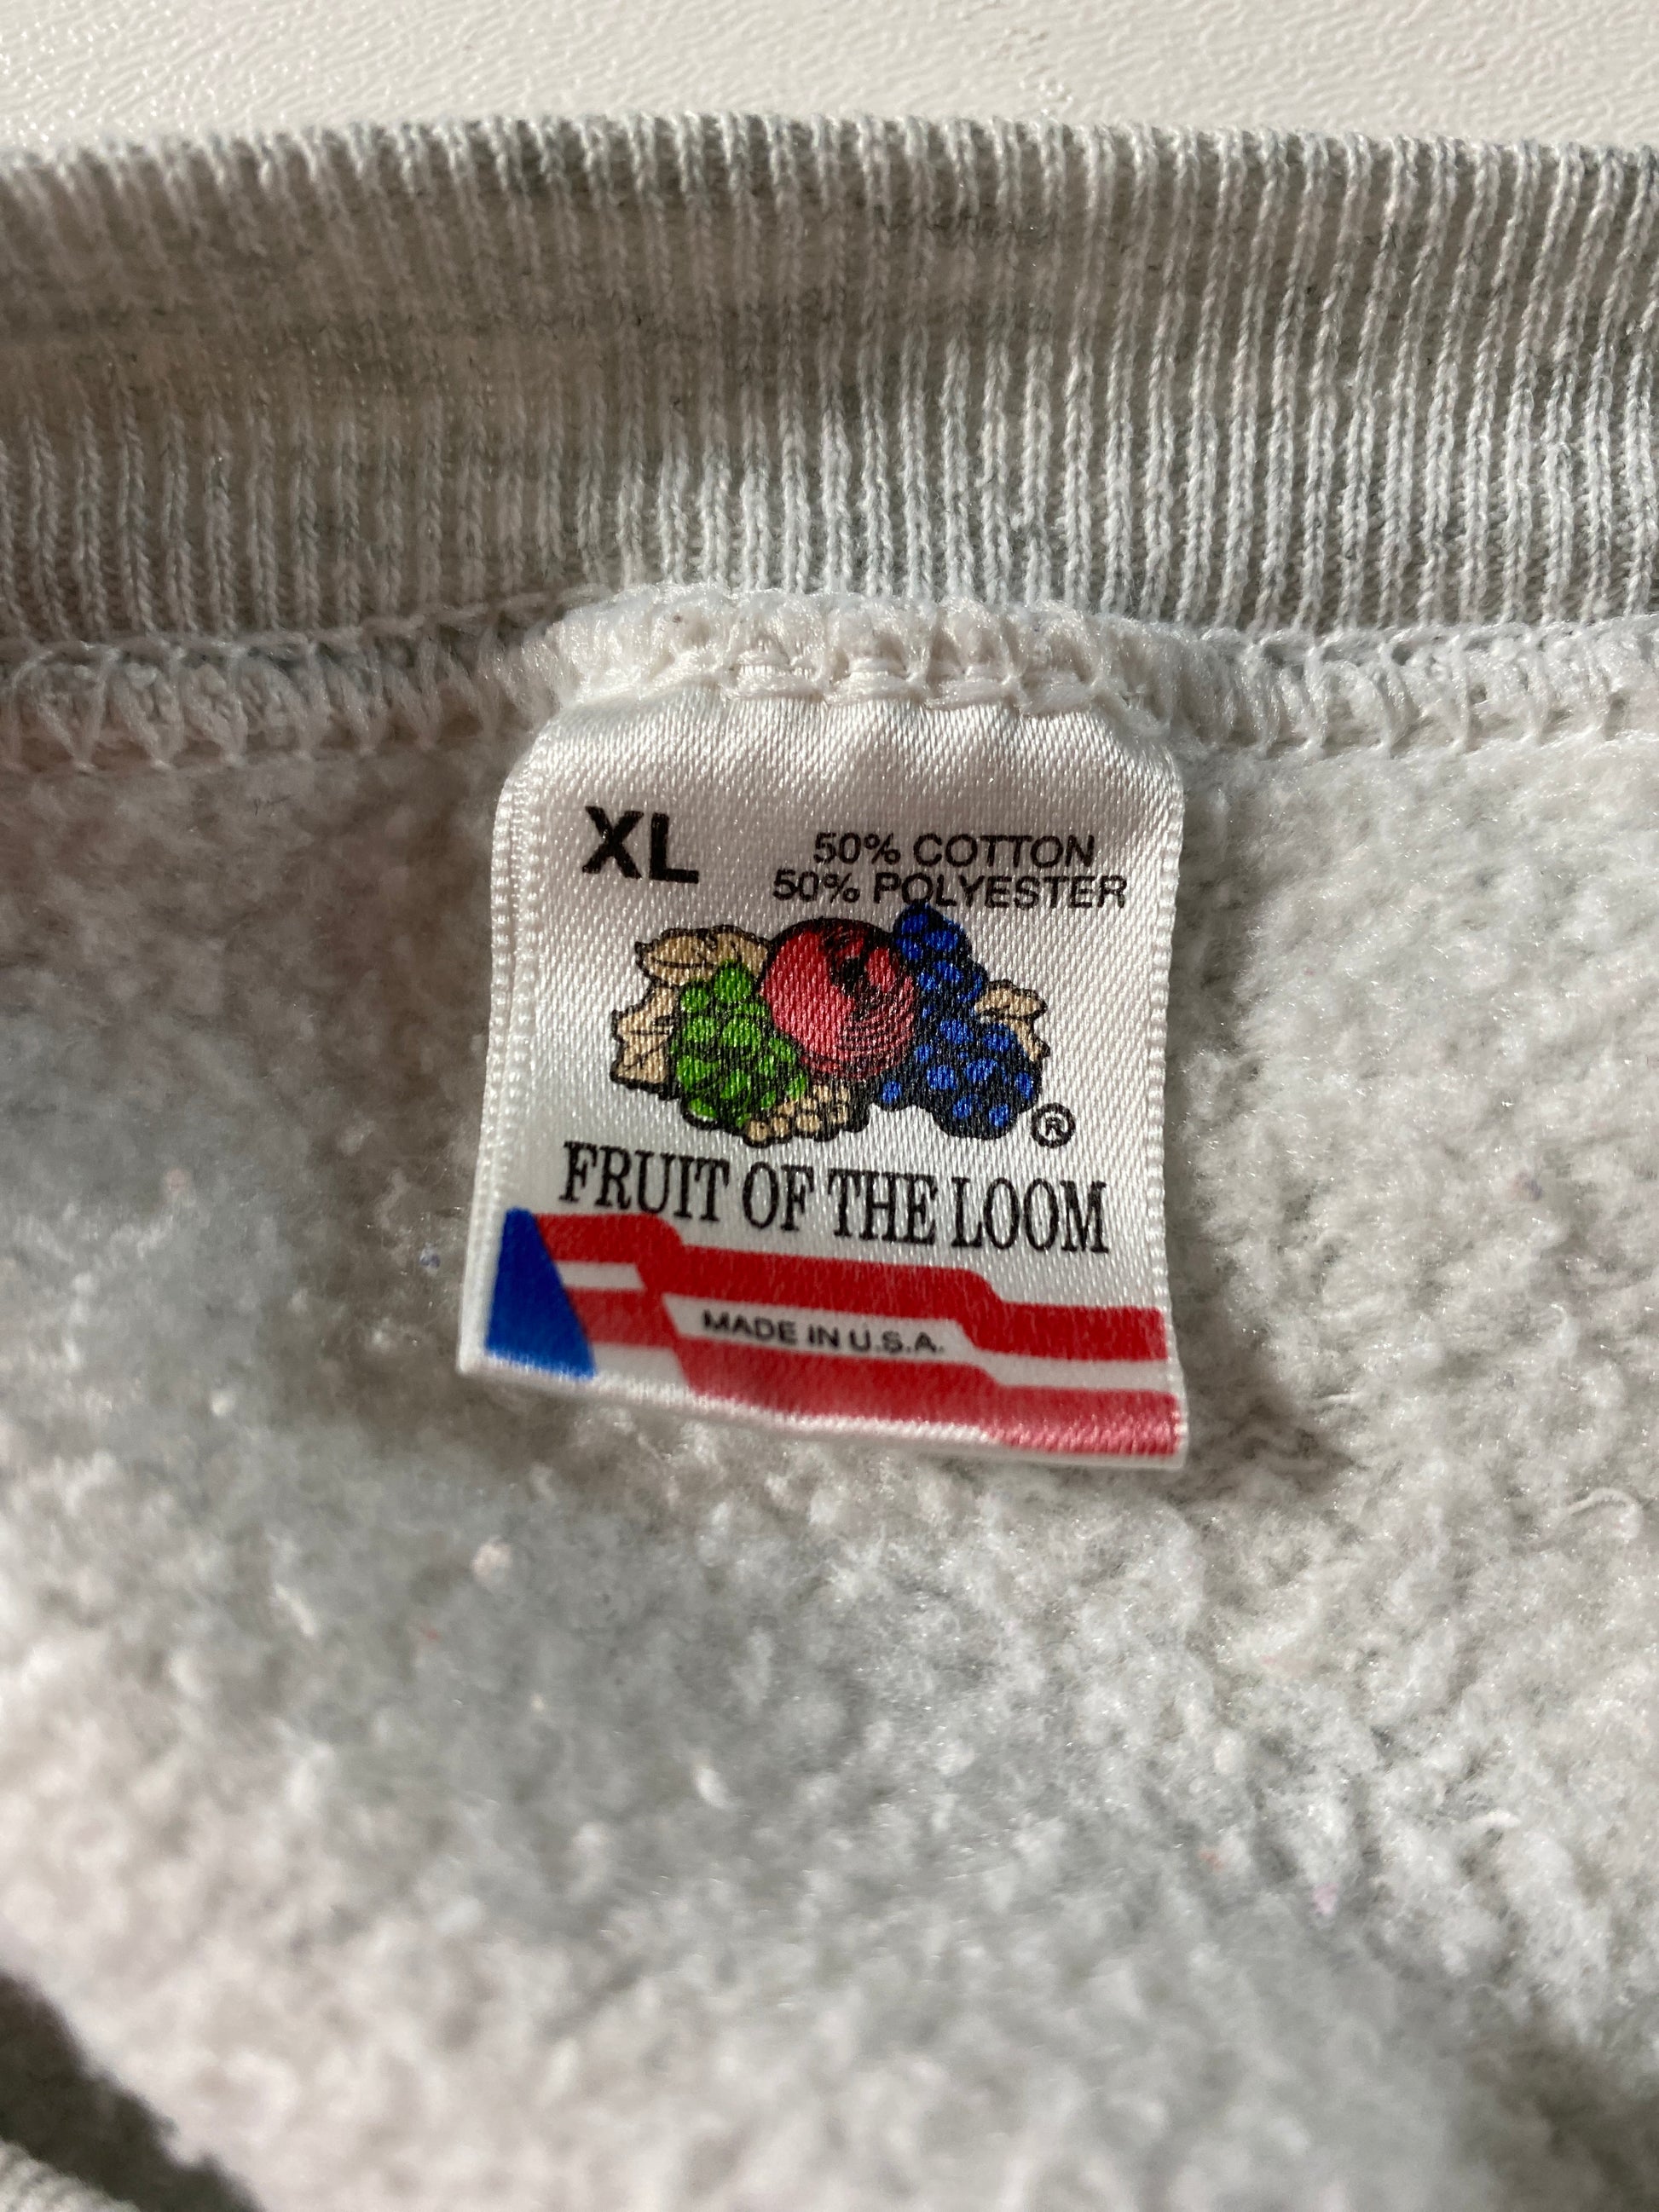 XL
50% COTTON
50% POLYESTER
®
FRUIT OF THE LOOM
MADE IN U.S.A.